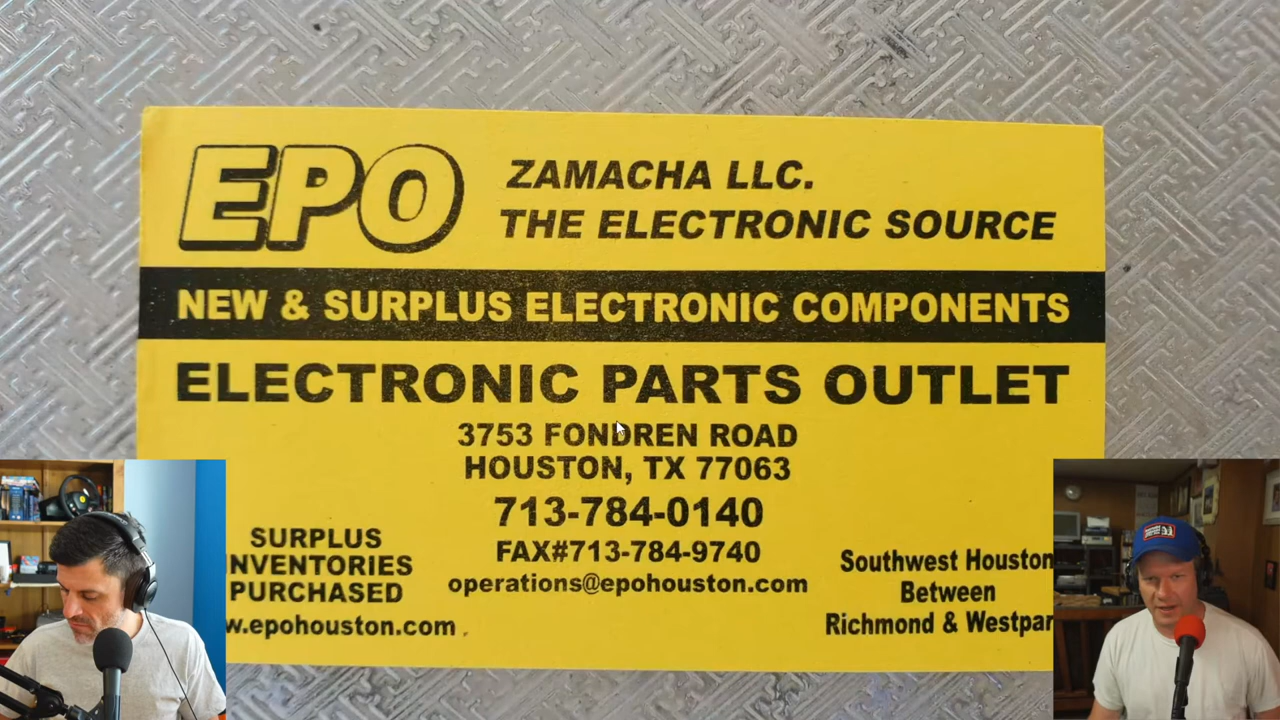 EPO
ZAMACHA LLC.
THE ELECTRONIC SOURCE
NEW & SURPLUS ELECTRONIC COMPONENTS
ELECTRONIC PARTS OUTLET
3753 FONDREN ROAD
HOUSTON, TX 77063
713-784-0140
FAX#713-784-9740
operations@epohouston.com
SURPLUS
NVENTORIES
PURCHASED
w.epohouston.com
Southwest Houston
Between
Richmond & Westpar